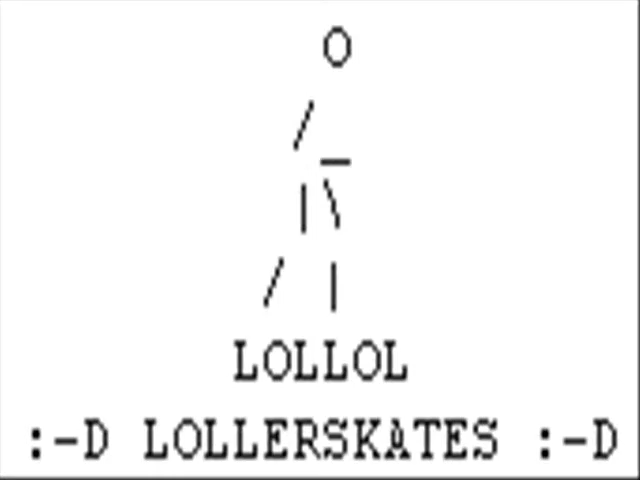 O
/
_
| \
/ |
LOLLOL
:-D LOLLERSKATES :-D